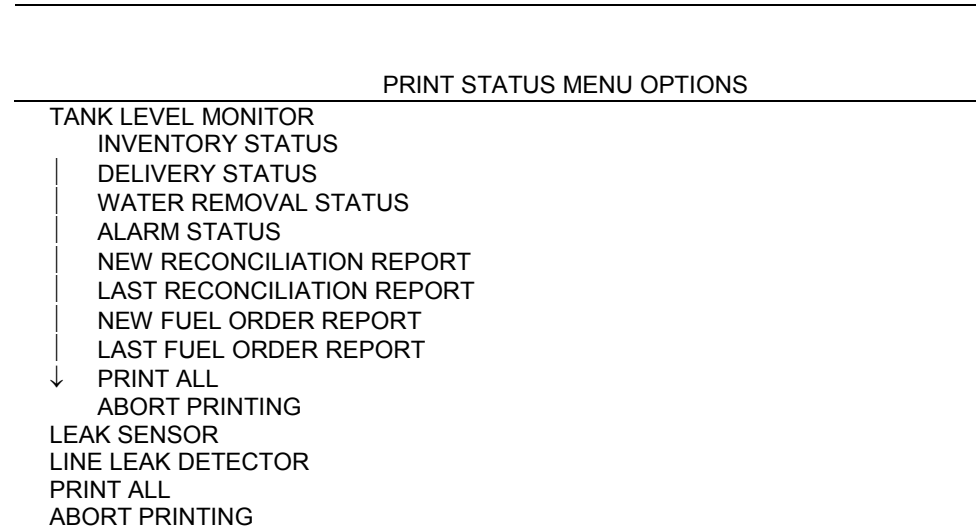 PRINT STATUS MENU OPTIONS
TANK LEVEL MONITOR
INVENTORY STATUS
│ DELIVERY STATUS
│ WATER REMOVAL STATUS
│ ALARM STATUS
│ NEW RECONCILIATION REPORT
│ LAST RECONCILIATION REPORT
│ NEW FUEL ORDER REPORT
│ LAST FUEL ORDER REPORT
↓ PRINT ALL
ABORT PRINTING
LEAK SENSOR
LINE LEAK DETECTOR
PRINT ALL
ABORT PRINTING